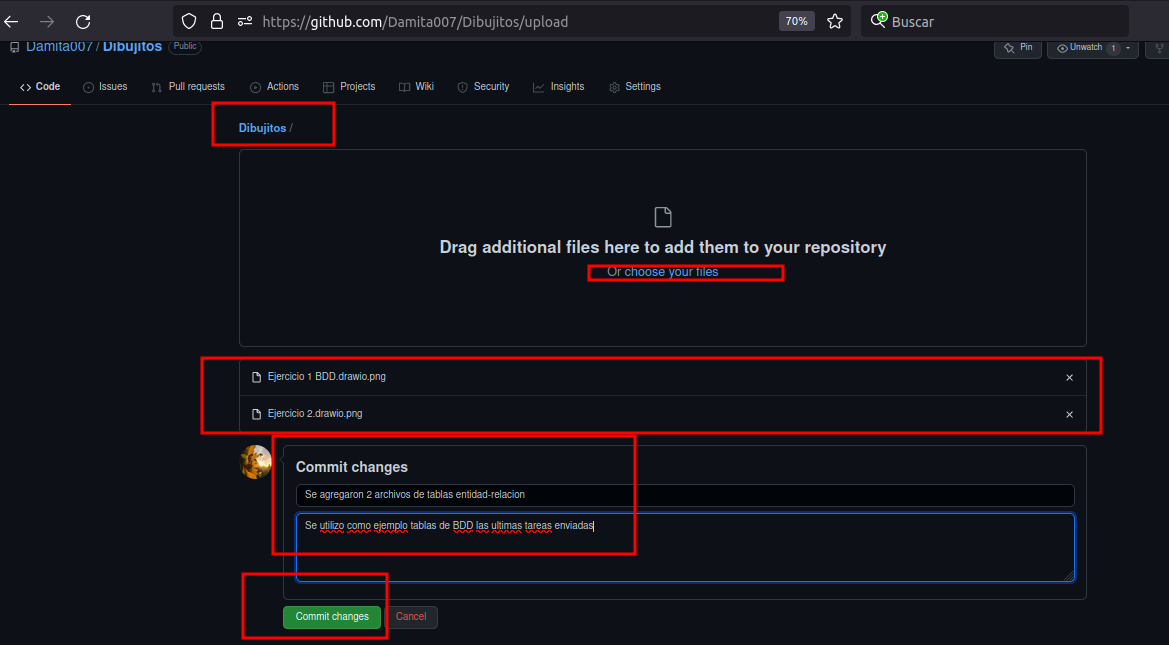 https://github.com/Damita007/Dibujitos/upload 70% Buscar
Damita007 / Dibujitos Public Pin Unwatch 1
Code Issues Pull requests Actions Projects Wiki Security Insights Settings
Dibujitos /
Drag additional files here to add them to your repository
Or choose your files
Ejercicio 1 BDD.drawio.png
Ejercicio 2.drawio.png
Commit changes
Se agregaron 2 archivos de tablas entidad-relacion
Se utilizo como ejemplo tablas de BDD las ultimas tareas enviadas
Commit changes Cancel